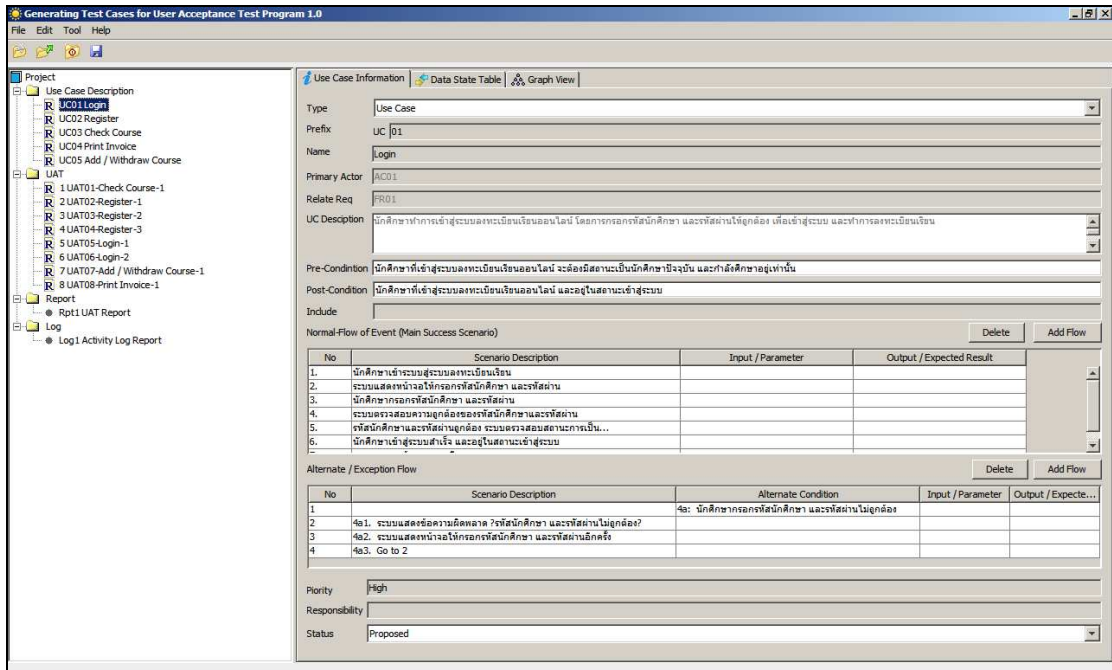 Generating Test Cases for User Acceptance Test Program 1.0
File Edit Tool Help
Project
Use Case Description
R UC01 Login
R UC02 Register
R UC03 Check Course
R UC04 Print Invoice
R UC05 Add / Withdraw Course
UAT
R 1 UAT01-Check Course-1
R 2 UAT02-Register-1
R 3 UAT03-Register-2
R 4 UAT04-Register-3
R 5 UAT05-Login-1
R 6 UAT06-Login-2
R 7 UAT07-Add / Withdraw Course-1
R 8 UAT08-Print Invoice-1
Report
Rpt1 UAT Report
Log
Log1 Activity Log Report
Use Case Information Data State Table Graph View
Type Use Case
Prefix UC 01
Name Login
Primary Actor AC01
Relate Req FR01
UC Desciption นักศึกษาทำการเข้าสู่ระบบลงทะเบียนเรียนออนไลน์ โดยการกรอกรหัสนักศึกษา และรหัสผ่านให้ถูกต้อง เพื่อเข้าสู่ระบบ และทำการลงทะเบียนเรียน
Pre-Condintion นักศึกษาที่เข้าสู่ระบบลงทะเบียนเรียนออนไลน์ จะต้องมีสถานะเป็นนักศึกษาปัจจุบัน และกำลังศึกษาอยู่เท่านั้น
Post-Condition นักศึกษาที่เข้าสู่ระบบลงทะเบียนเรียนออนไลน์ และอยู่ในสถานะเข้าสู่ระบบ
Include
Normal-Flow of Event (Main Success Scenario) Delete Add Flow
No Scenario Description Input / Parameter Output / Expected Result
1. นักศึกษาเข้าระบบสู่ระบบลงทะเบียนเรียน
2. ระบบแสดงหน้าจอให้กรอกรหัสนักศึกษา และรหัสผ่าน
3. นักศึกษากรอกรหัสนักศึกษา และรหัสผ่าน
4. ระบบตรวจสอบความถูกต้องของรหัสนักศึกษาและรหัสผ่าน
5. รหัสนักศึกษาและรหัสผ่านถูกต้อง ระบบตรวจสอบสถานะการเป็น...
6. นักศึกษาเข้าสู่ระบบสำเร็จ และอยู่ในสถานะเข้าสู่ระบบ
Alternate / Exception Flow Delete Add Flow
No Scenario Description Alternate Condition Input / Parameter Output / Expecte...
1 4a: นักศึกษากรอกรหัสนักศึกษา และรหัสผ่านไม่ถูกต้อง
2 4a1. ระบบแสดงข้อความผิดพลาด ?รหัสนักศึกษา และรหัสผ่านไม่ถูกต้อง?
3 4a2. ระบบแสดงหน้าจอให้กรอกรหัสนักศึกษา และรหัสผ่านอีกครั้ง
4 4a3. Go to 2
Piority High
Responsibility
Status Proposed